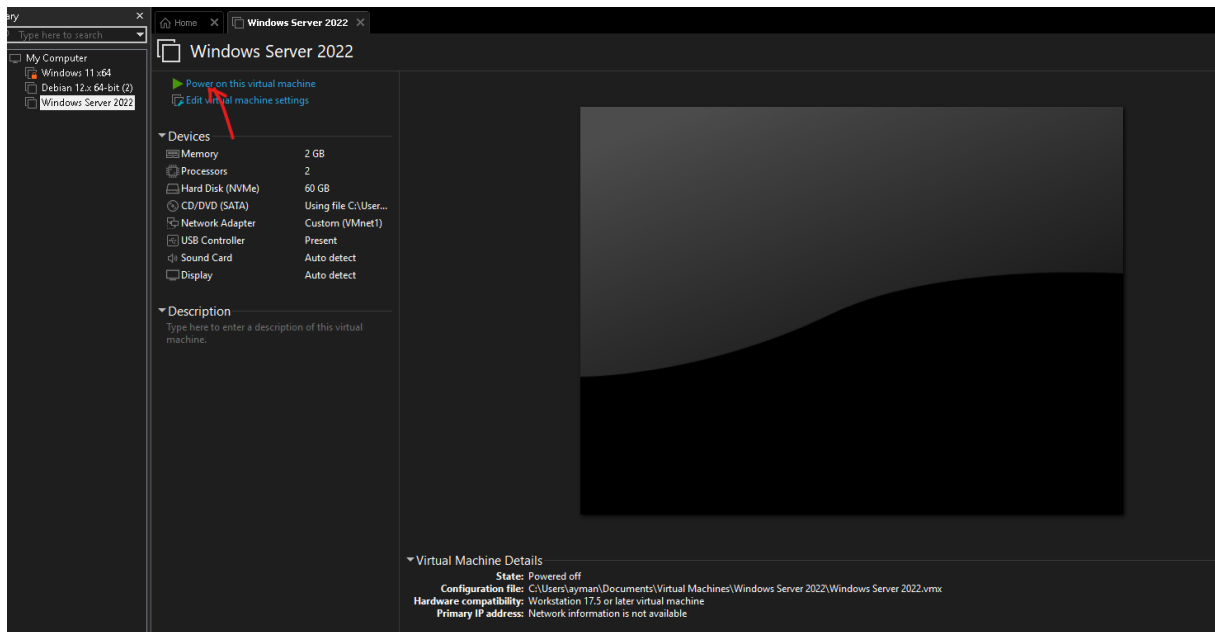 Home
Windows Server 2022
Type here to search
My Computer
Windows 11 x64
Debian 12.x 64-bit (2)
Windows Server 2022
Windows Server 2022
Power on this virtual machine
Edit virtual machine settings
Devices
Memory 2 GB
Processors 2
Hard Disk (NVMe) 60 GB
CD/DVD (SATA) Using file C:\User...
Network Adapter Custom (VMnet1)
USB Controller Present
Sound Card Auto detect
Display Auto detect
Description
Type here to enter a description of this virtual
machine.
Virtual Machine Details
State: Powered off
Configuration file: C:\Users\ayman\Documents\Virtual Machines\Windows Server 2022\Windows Server 2022.vmx
Hardware compatibility: Workstation 17.5 or later virtual machine
Primary IP address: Network information is not available